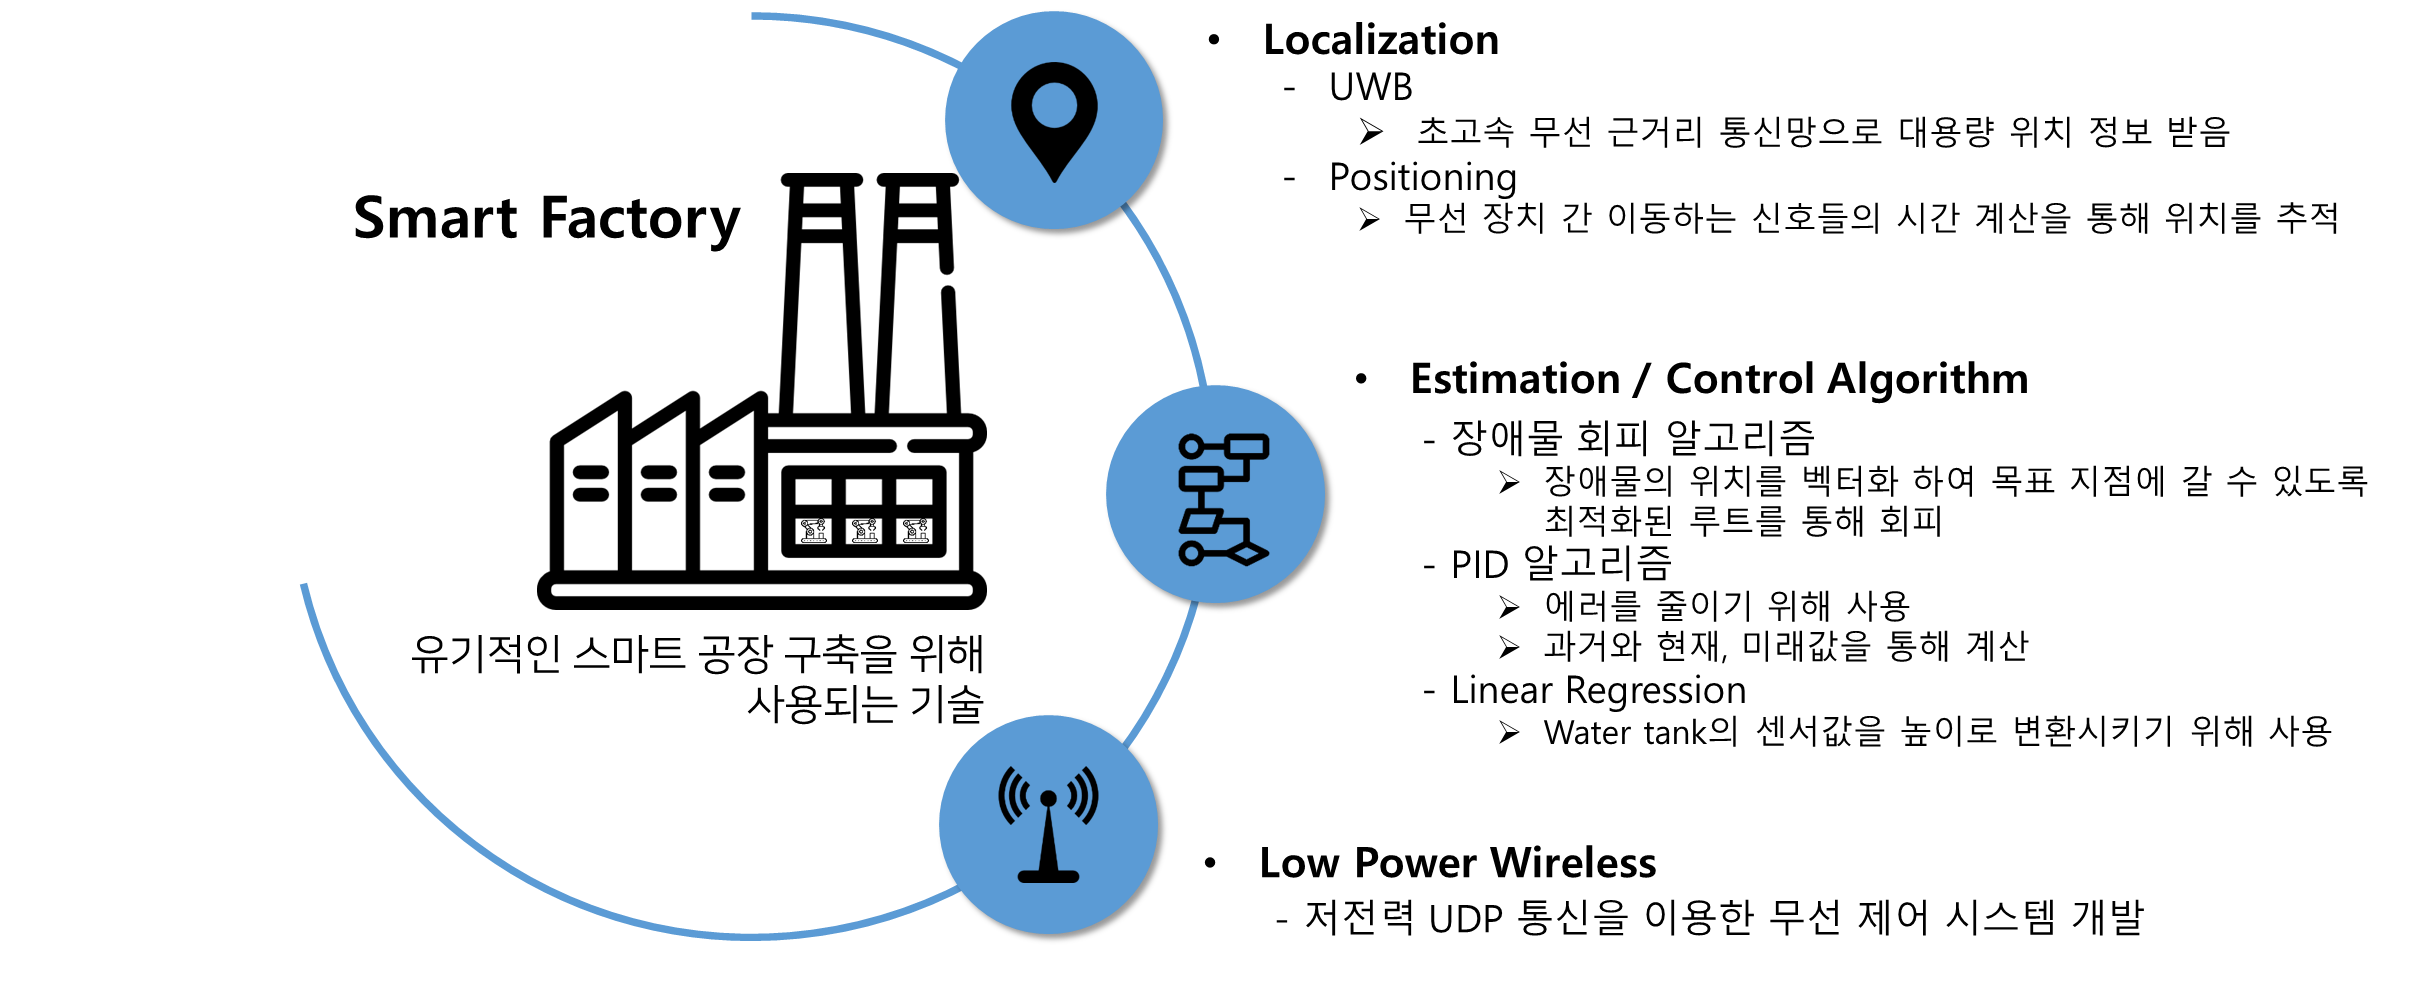 Smart Factory
유기적인 스마트 공장 구축을 위해
사용되는 기술
• Localization
- UWB
➢ 초고속 무선 근거리 통신망으로 대용량 위치 정보 받음
- Positioning
➢ 무선 장치 간 이동하는 신호들의 시간 계산을 통해 위치를 추적
• Estimation / Control Algorithm
- 장애물 회피 알고리즘
➢ 장애물의 위치를 벡터화 하여 목표 지점에 갈 수 있도록
최적화된 루트를 통해 회피
- PID 알고리즘
➢ 에러를 줄이기 위해 사용
➢ 과거와 현재, 미래값을 통해 계산
- Linear Regression
➢ Water tank의 센서값을 높이로 변환시키기 위해 사용
• Low Power Wireless
- 저전력 UDP 통신을 이용한 무선 제어 시스템 개발